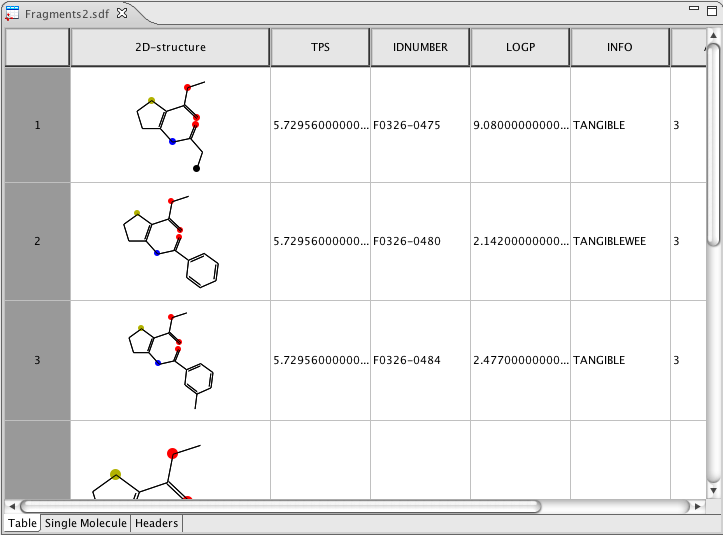 Fragments2.sdf
2D-structure TPS IDNUMBER LOGP INFO
1 5.72956000000... F0326-0475 9.08000000000... TANGIBLE 3
2 5.72956000000... F0326-0480 2.14200000000... TANGIBLEWEE 3
3 5.72956000000... F0326-0484 2.47700000000... TANGIBLE 3
Table Single Molecule Headers